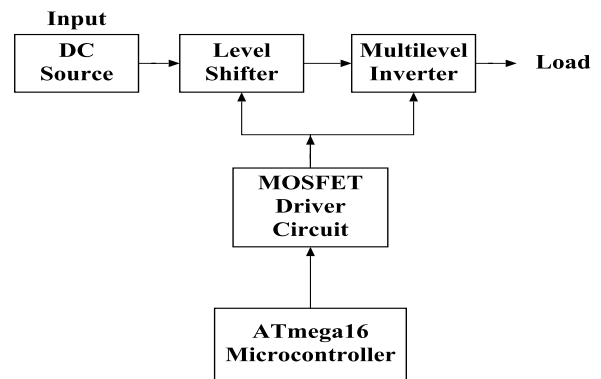 Input
DC
Source
Level
Shifter
Multilevel
Inverter
Load
MOSFET
Driver
Circuit
ATmega16
Microcontroller